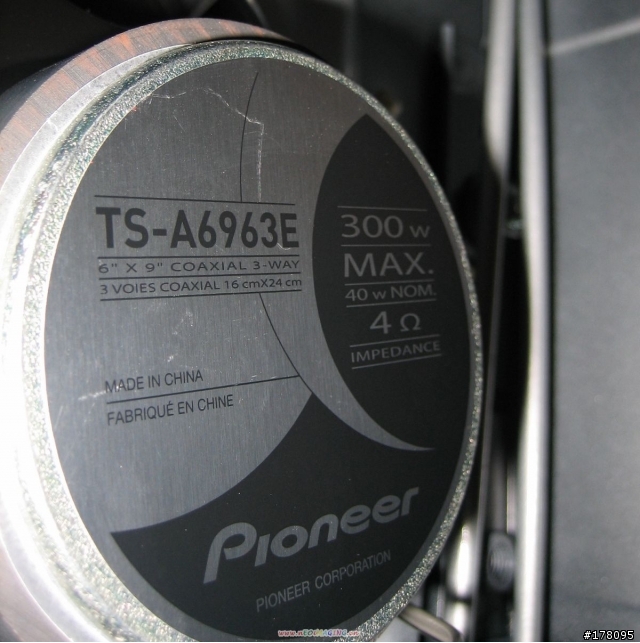 TS-A6963E
6" X 9" COAXIAL 3-WAY
3 VOIES COAXIAL 16 cmX24 cm
300 w
MAX.
40 w NOM.
4 Ω
IMPEDANCE
MADE IN CHINA
FABRIQUÉ EN CHINE
Pioneer
PIONEER CORPORATION
#178095